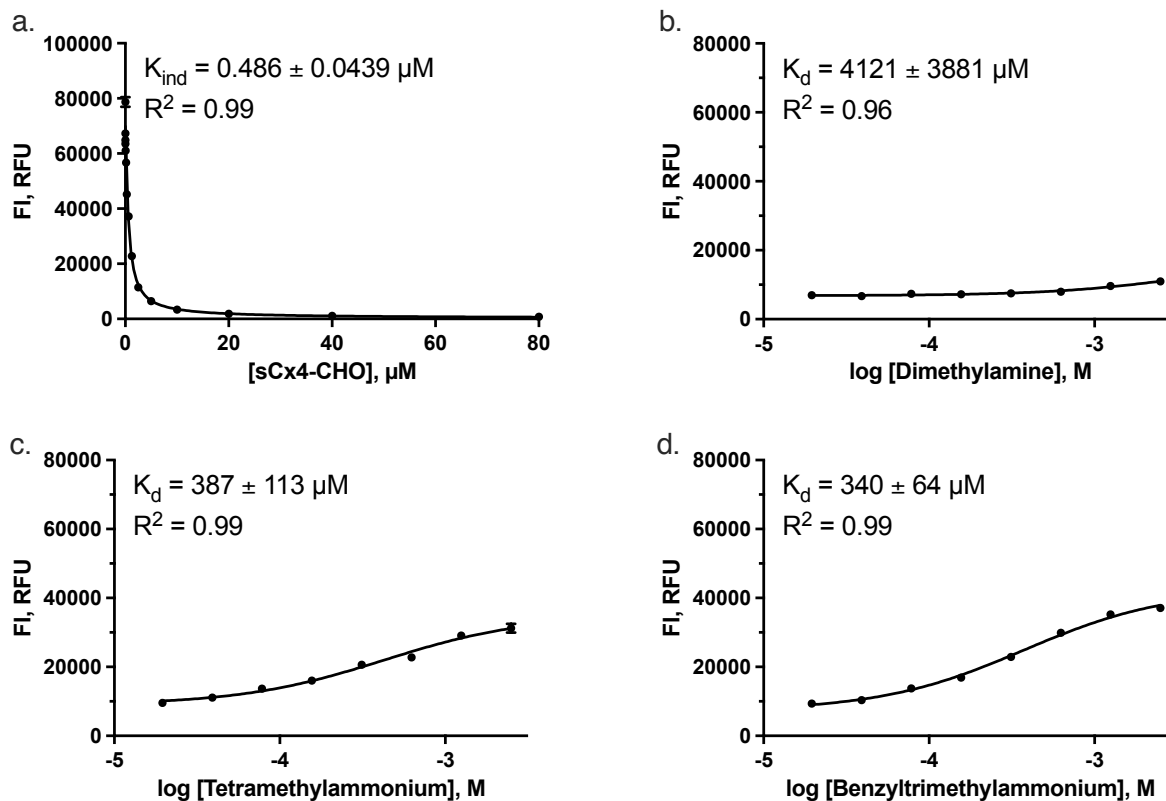 a.
K_ind = 0.486 ± 0.0439 µM
R² = 0.99
100000
80000
60000
40000
20000
0
FI, RFU
0 20 40 60 80
[sCx4-CHO], µM
b.
K_d = 4121 ± 3881 µM
R² = 0.96
80000
60000
40000
20000
0
FI, RFU
-5 -4 -3
log [Dimethylamine], M
c.
K_d = 387 ± 113 µM
R² = 0.99
80000
60000
40000
20000
0
FI, RFU
-5 -4 -3
log [Tetramethylammonium], M
d.
K_d = 340 ± 64 µM
R² = 0.99
80000
60000
40000
20000
0
FI, RFU
-5 -4 -3
log [Benzyltrimethylammonium], M